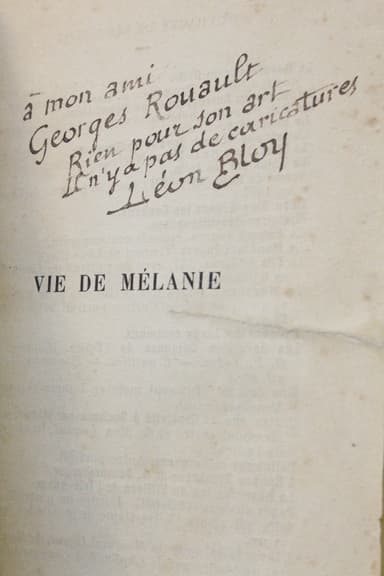 à mon ami
Georges Rouault
Rien pour son art
Il n'y a pas de caricatures
Léon Bloy
VIE DE MÉLANIE